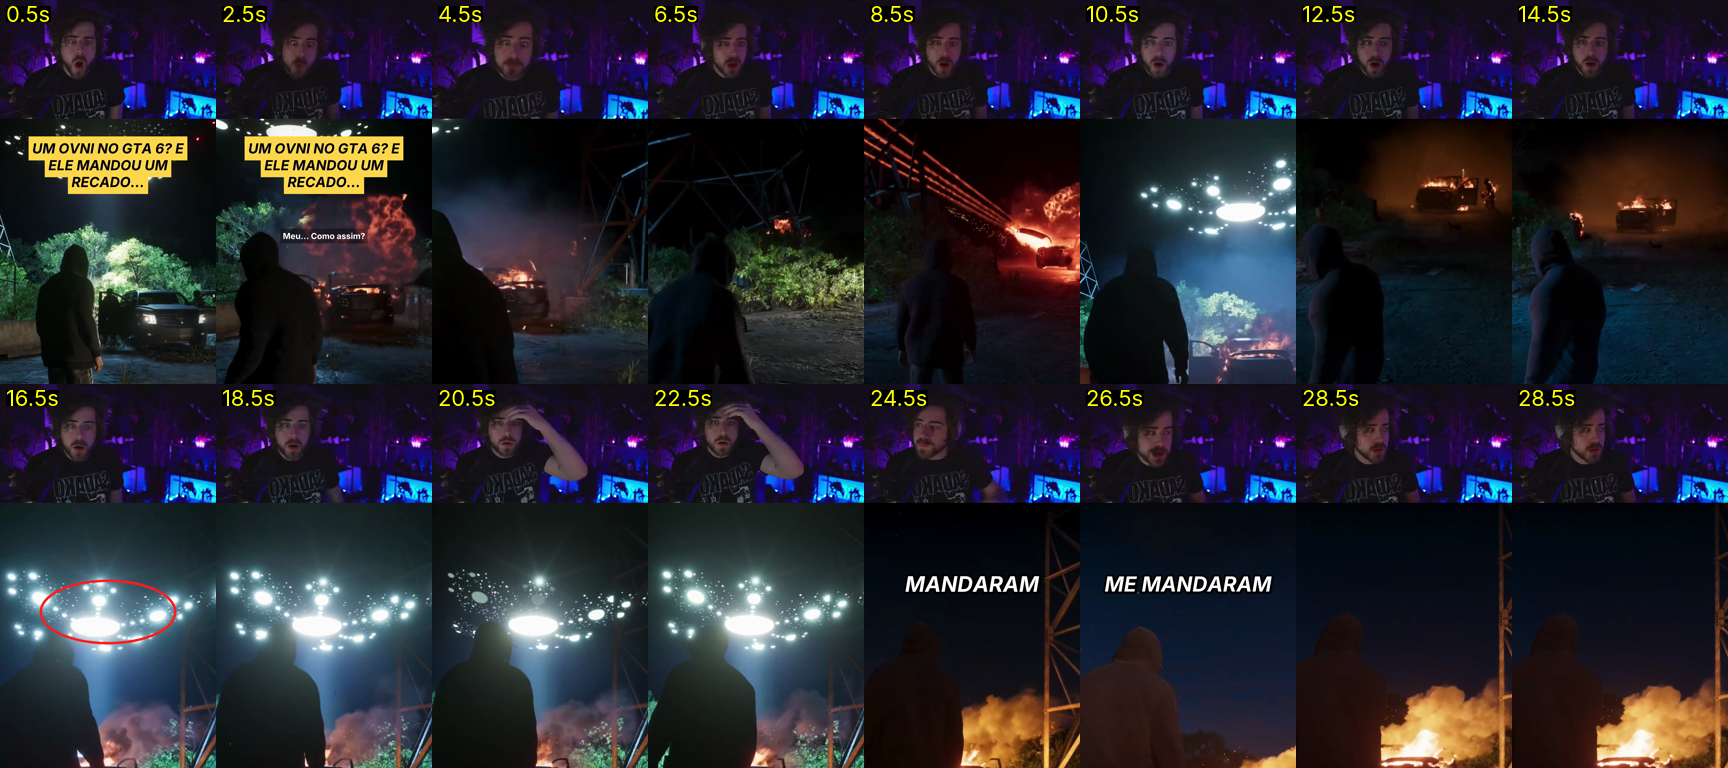 0.5s
2.5s
4.5s
6.5s
8.5s
10.5s
12.5s
14.5s
UM OVNI NO GTA 6? E
ELE MANDOU UM
RECADO...
UM OVNI NO GTA 6? E
ELE MANDOU UM
RECADO...
Meu... Como assim?
16.5s
18.5s
20.5s
22.5s
24.5s
26.5s
28.5s
28.5s
MANDARAM
ME MANDARAM